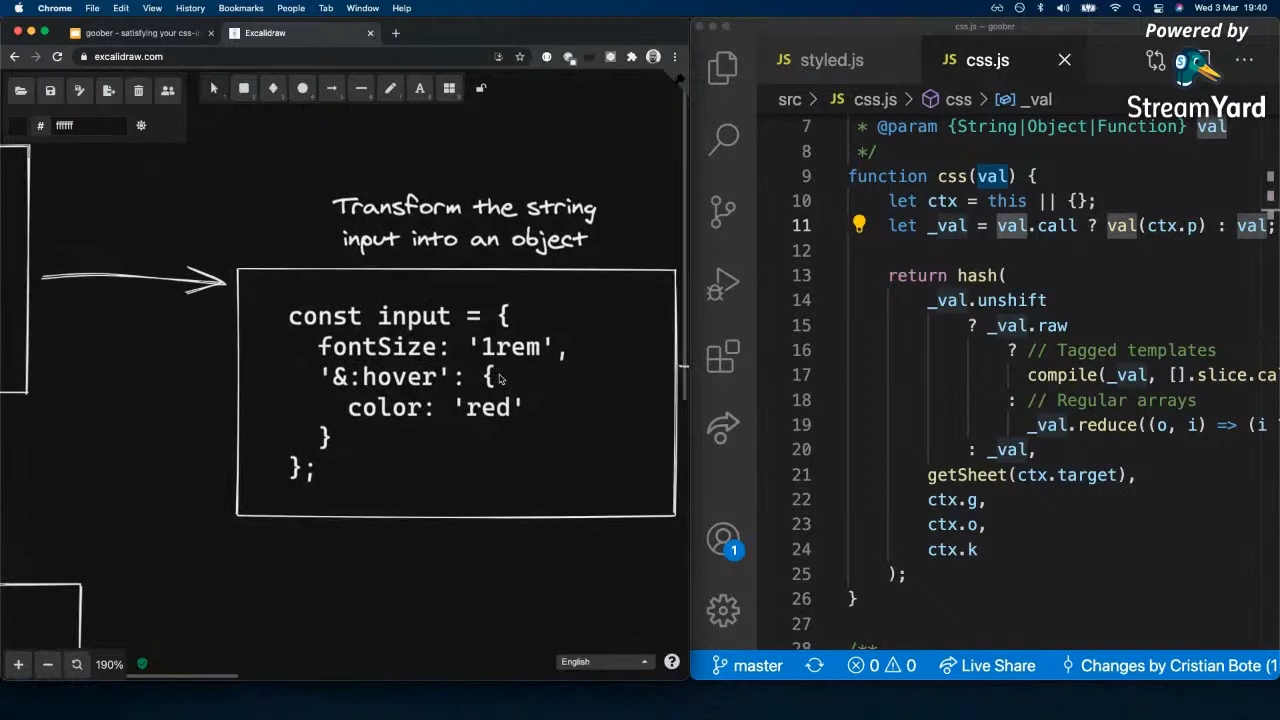 Chrome File Edit View History Bookmarks People Tab Window Help
Wed 3 Mar 19:40
goober - satisfying your css-i
Excalidraw
css.js — goober
Powered by
StreamYard
excalidraw.com
styled.js
css.js
# ffffff
src > css.js > css > _val
Transform the string
input into an object
const input = {
fontSize: '1rem',
'&:hover': {
color: 'red'
}
};
190%
English
7 * @param {String|Object|Function} val
8 */
9 function css(val) {
10 let ctx = this || {};
11 let _val = val.call ? val(ctx.p) : val;
12
13 return hash(
14 _val.unshift
15 ? _val.raw
16 ? // Tagged templates
17 compile(_val, [].slice.ca
18 : // Regular arrays
19 _val.reduce((o, i) => (i
20 : _val,
21 getSheet(ctx.target),
22 ctx.g,
23 ctx.o,
24 ctx.k
25 );
26 }
27
28 /**
1
master
0 0
Live Share
Changes by Cristian Bote (1